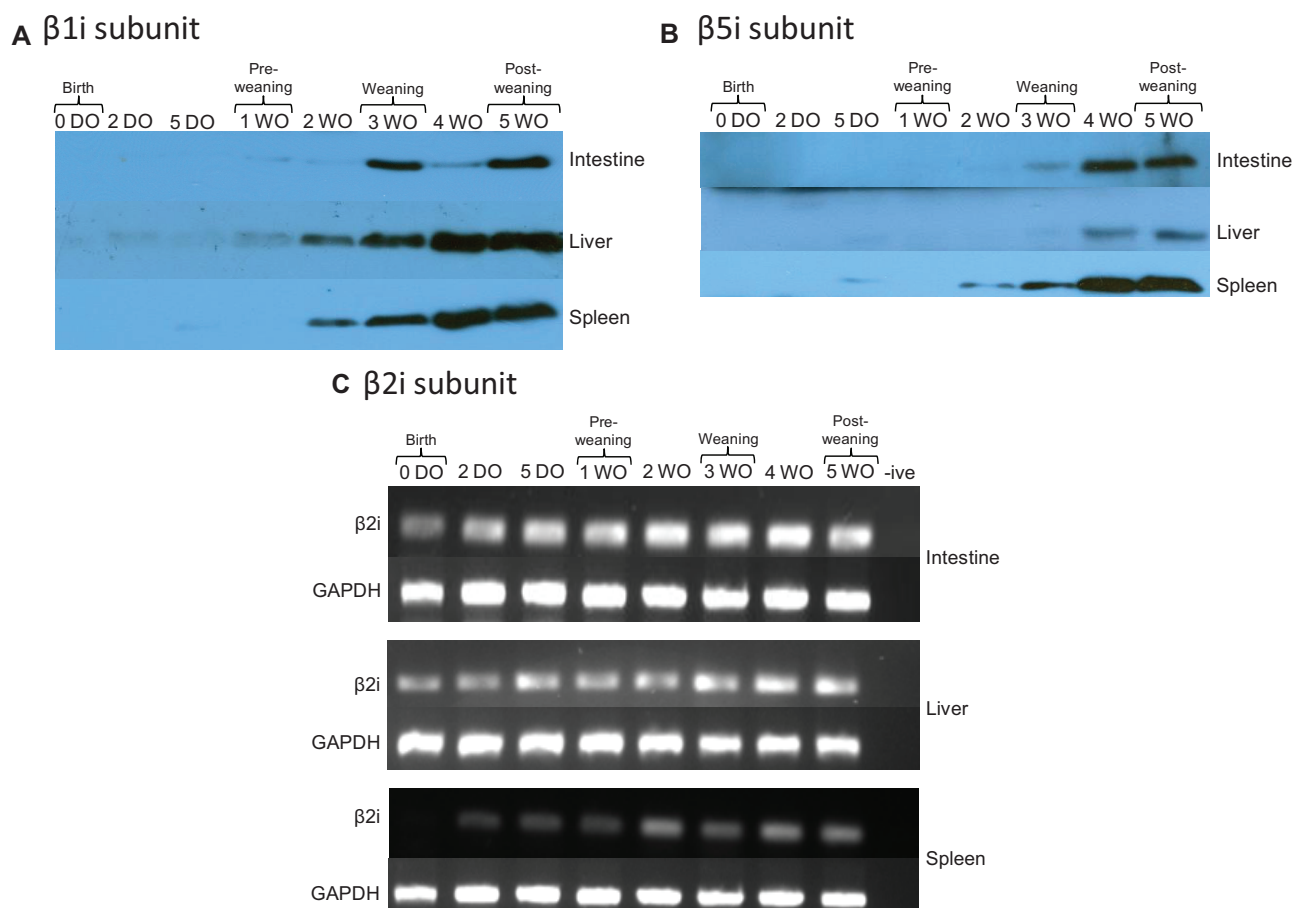 A β1i subunit
Birth
Pre-
weaning
Weaning
Post-
weaning
0 DO 2 DO 5 DO 1 WO 2 WO 3 WO 4 WO 5 WO
Intestine
Liver
Spleen
B β5i subunit
Birth
Pre-
weaning
Weaning
Post-
weaning
0 DO 2 DO 5 DO 1 WO 2 WO 3 WO 4 WO 5 WO
Intestine
Liver
Spleen
C β2i subunit
Birth
Pre-
weaning
Weaning
Post-
weaning
0 DO 2 DO 5 DO 1 WO 2 WO 3 WO 4 WO 5 WO -ive
β2i
Intestine
GAPDH
β2i
Liver
GAPDH
β2i
Spleen
GAPDH